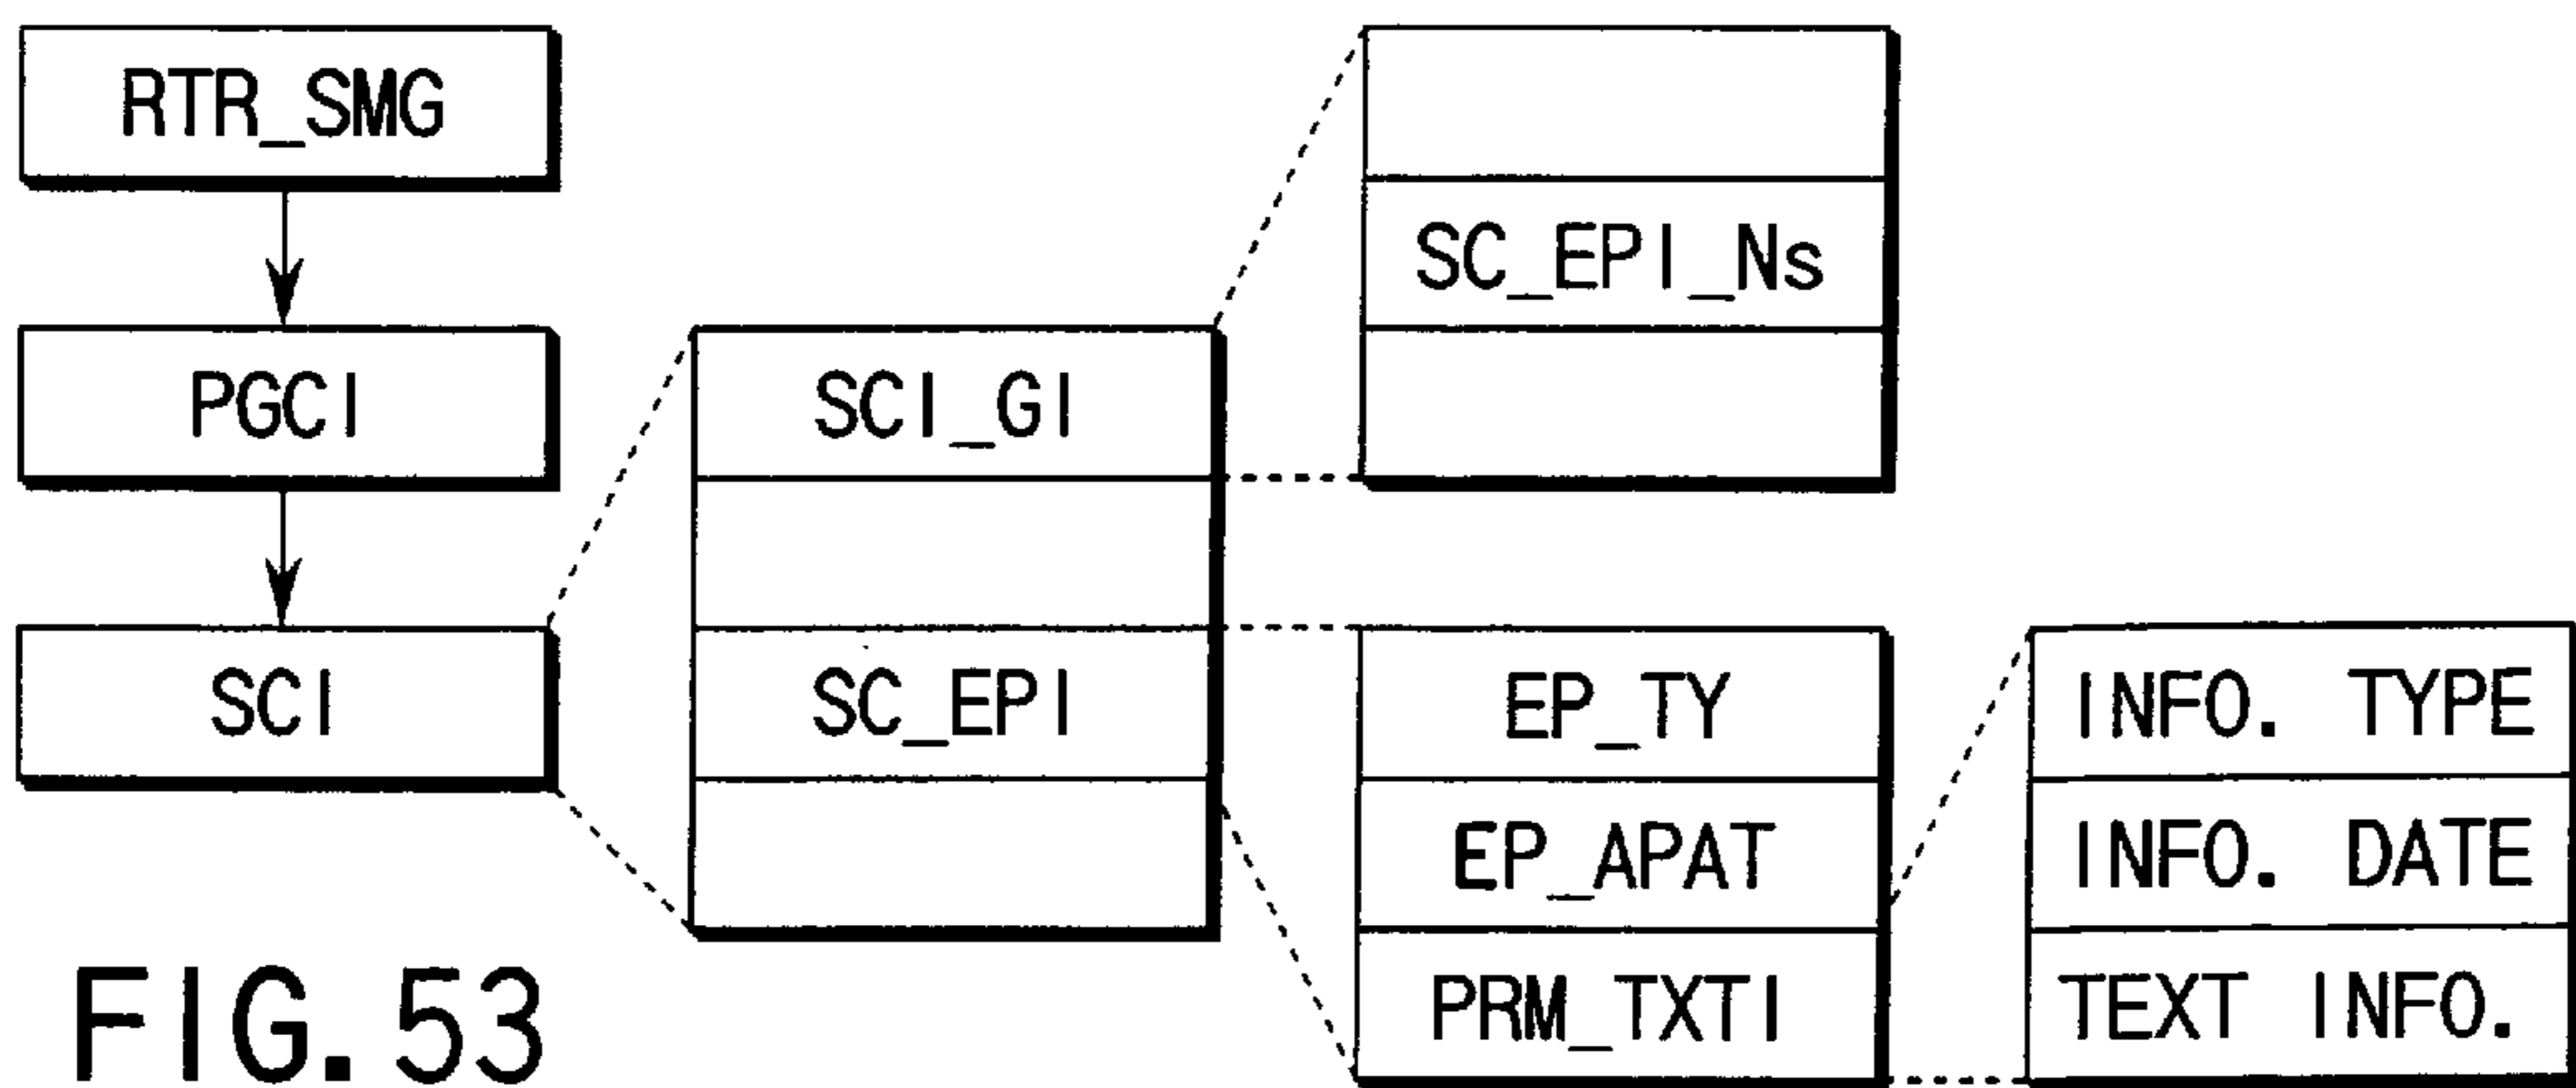 RTR_SMG
PGCI
SCI
SCI_GI
SC_EPI
SC_EPI_Ns
EP_TY
EP_APAT
PRM_TXTI
INFO. TYPE
INFO. DATE
TEXT INFO.
FIG. 53